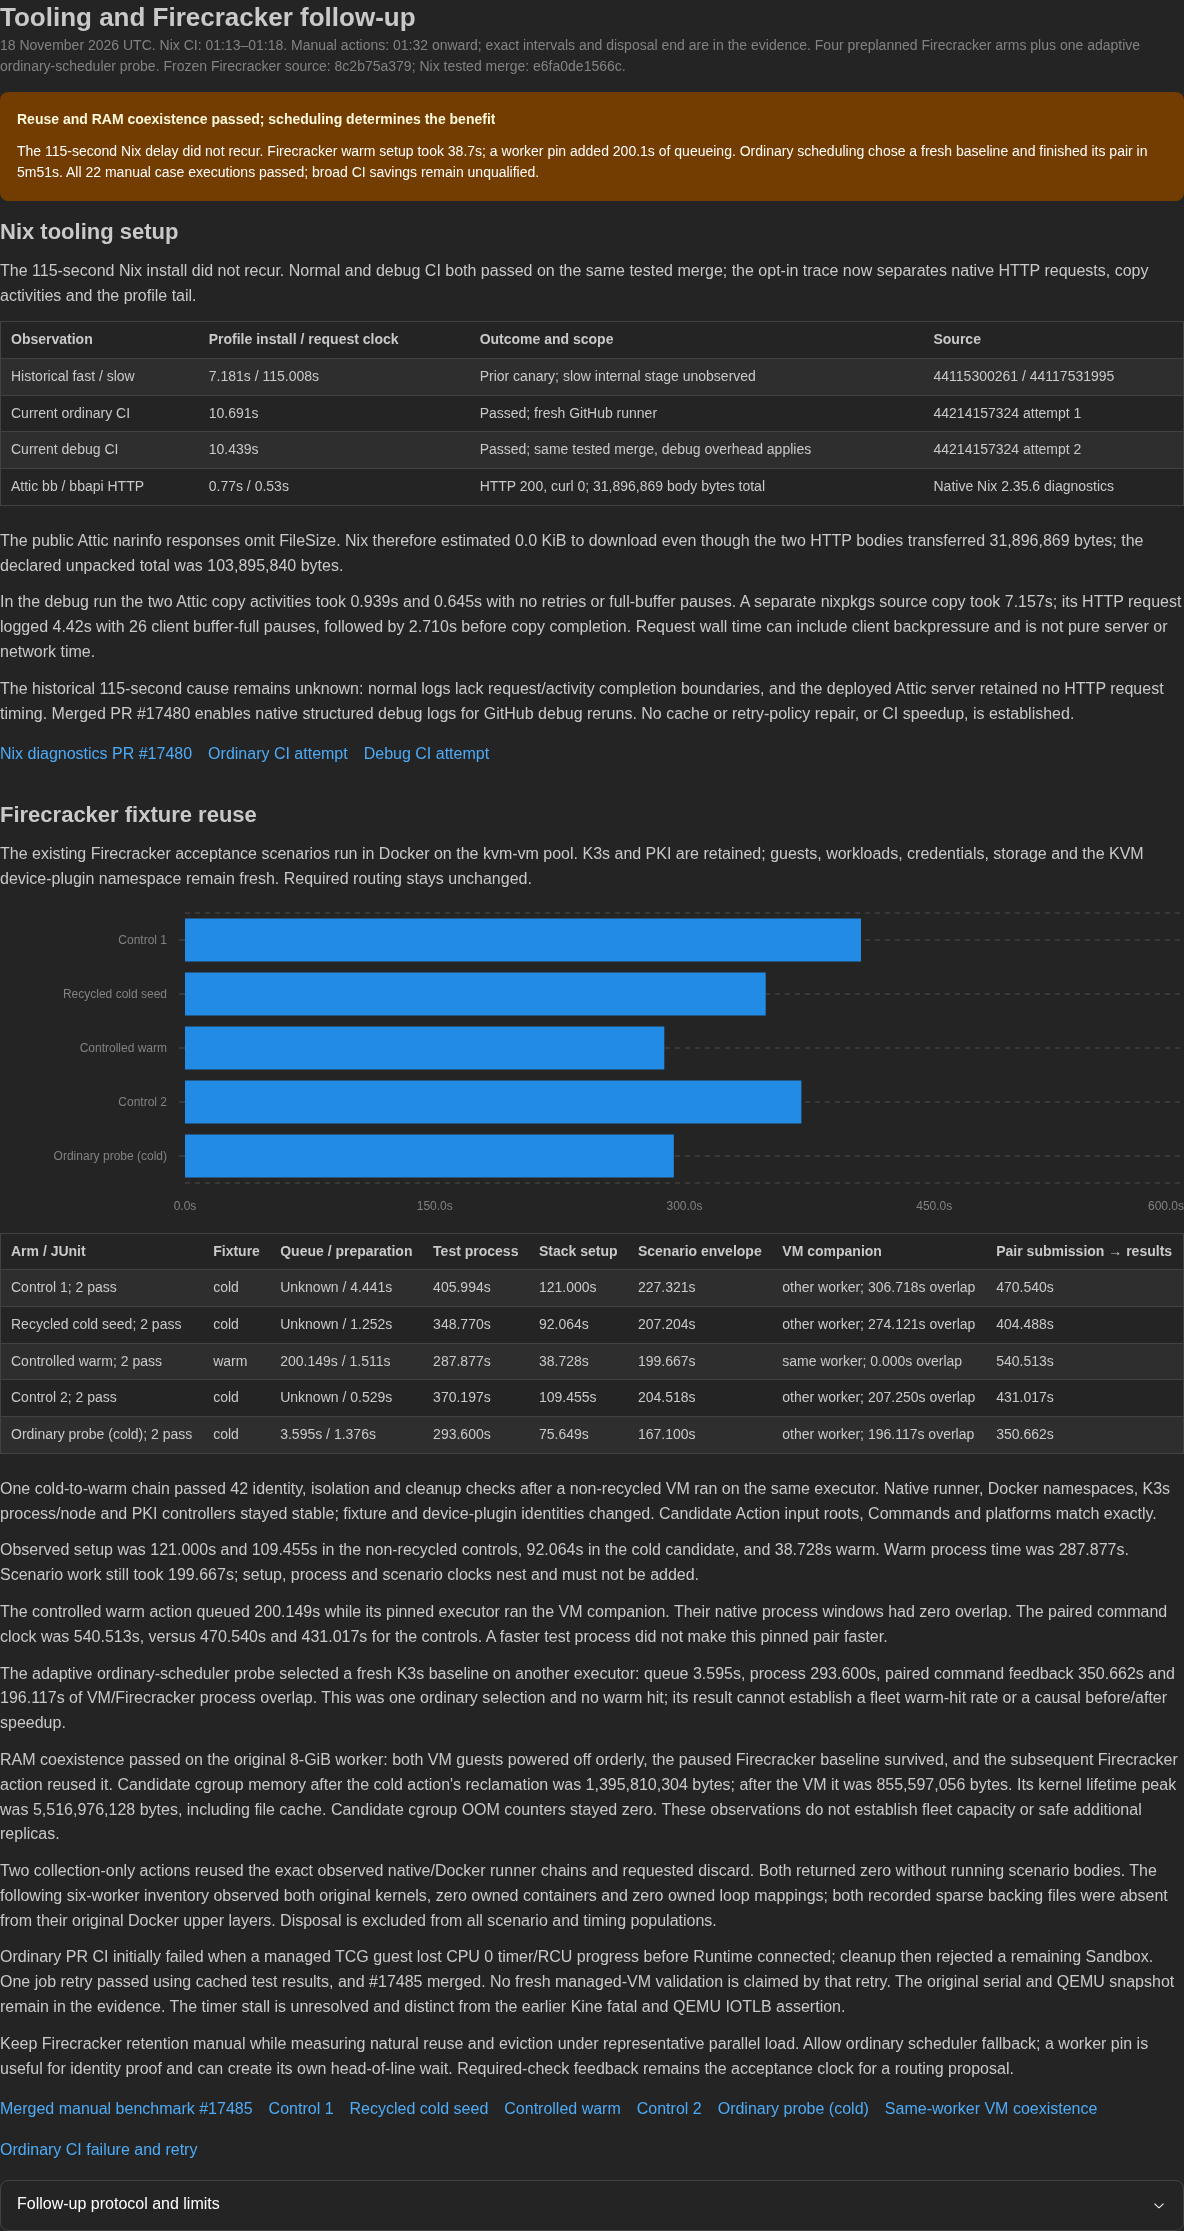 Tooling and Firecracker follow-up
18 November 2026 UTC. Nix CI: 01:13–01:18. Manual actions: 01:32 onward; exact intervals and disposal end are in the evidence. Four preplanned Firecracker arms plus one adaptive
ordinary-scheduler probe. Frozen Firecracker source: 8c2b75a379; Nix tested merge: e6fa0de1566c.
Reuse and RAM coexistence passed; scheduling determines the benefit
The 115-second Nix delay did not recur. Firecracker warm setup took 38.7s; a worker pin added 200.1s of queueing. Ordinary scheduling chose a fresh baseline and finished its pair in
5m51s. All 22 manual case executions passed; broad CI savings remain unqualified.
Nix tooling setup
The 115-second Nix install did not recur. Normal and debug CI both passed on the same tested merge; the opt-in trace now separates native HTTP requests, copy
activities and the profile tail.
Observation Profile install / request clock Outcome and scope Source
Historical fast / slow 7.181s / 115.008s Prior canary; slow internal stage unobserved 44115300261 / 44117531995
Current ordinary CI 10.691s Passed; fresh GitHub runner 44214157324 attempt 1
Current debug CI 10.439s Passed; same tested merge, debug overhead applies 44214157324 attempt 2
Attic bb / bbapi HTTP 0.77s / 0.53s HTTP 200, curl 0; 31,896,869 body bytes total Native Nix 2.35.6 diagnostics
The public Attic narinfo responses omit FileSize. Nix therefore estimated 0.0 KiB to download even though the two HTTP bodies transferred 31,896,869 bytes; the
declared unpacked total was 103,895,840 bytes.
In the debug run the two Attic copy activities took 0.939s and 0.645s with no retries or full-buffer pauses. A separate nixpkgs source copy took 7.157s; its HTTP request
logged 4.42s with 26 client buffer-full pauses, followed by 2.710s before copy completion. Request wall time can include client backpressure and is not pure server or
network time.
The historical 115-second cause remains unknown: normal logs lack request/activity completion boundaries, and the deployed Attic server retained no HTTP request
timing. Merged PR #17480 enables native structured debug logs for GitHub debug reruns. No cache or retry-policy repair, or CI speedup, is established.
Nix diagnostics PR #17480 Ordinary CI attempt Debug CI attempt
Firecracker fixture reuse
The existing Firecracker acceptance scenarios run in Docker on the kvm-vm pool. K3s and PKI are retained; guests, workloads, credentials, storage and the KVM
device-plugin namespace remain fresh. Required routing stays unchanged.
Control 1
Recycled cold seed
Controlled warm
Control 2
Ordinary probe (cold)
0.0s 150.0s 300.0s 450.0s 600.0s
Arm / JUnit Fixture Queue / preparation Test process Stack setup Scenario envelope VM companion Pair submission → results
Control 1; 2 pass cold Unknown / 4.441s 405.994s 121.000s 227.321s other worker; 306.718s overlap 470.540s
Recycled cold seed; 2 pass cold Unknown / 1.252s 348.770s 92.064s 207.204s other worker; 274.121s overlap 404.488s
Controlled warm; 2 pass warm 200.149s / 1.511s 287.877s 38.728s 199.667s same worker; 0.000s overlap 540.513s
Control 2; 2 pass cold Unknown / 0.529s 370.197s 109.455s 204.518s other worker; 207.250s overlap 431.017s
Ordinary probe (cold); 2 pass cold 3.595s / 1.376s 293.600s 75.649s 167.100s other worker; 196.117s overlap 350.662s
One cold-to-warm chain passed 42 identity, isolation and cleanup checks after a non-recycled VM ran on the same executor. Native runner, Docker namespaces, K3s
process/node and PKI controllers stayed stable; fixture and device-plugin identities changed. Candidate Action input roots, Commands and platforms match exactly.
Observed setup was 121.000s and 109.455s in the non-recycled controls, 92.064s in the cold candidate, and 38.728s warm. Warm process time was 287.877s.
Scenario work still took 199.667s; setup, process and scenario clocks nest and must not be added.
The controlled warm action queued 200.149s while its pinned executor ran the VM companion. Their native process windows had zero overlap. The paired command
clock was 540.513s, versus 470.540s and 431.017s for the controls. A faster test process did not make this pinned pair faster.
The adaptive ordinary-scheduler probe selected a fresh K3s baseline on another executor: queue 3.595s, process 293.600s, paired command feedback 350.662s and
196.117s of VM/Firecracker process overlap. This was one ordinary selection and no warm hit; its result cannot establish a fleet warm-hit rate or a causal before/after
speedup.
RAM coexistence passed on the original 8-GiB worker: both VM guests powered off orderly, the paused Firecracker baseline survived, and the subsequent Firecracker
action reused it. Candidate cgroup memory after the cold action's reclamation was 1,395,810,304 bytes; after the VM it was 855,597,056 bytes. Its kernel lifetime peak
was 5,516,976,128 bytes, including file cache. Candidate cgroup OOM counters stayed zero. These observations do not establish fleet capacity or safe additional
replicas.
Two collection-only actions reused the exact observed native/Docker runner chains and requested discard. Both returned zero without running scenario bodies. The
following six-worker inventory observed both original kernels, zero owned containers and zero owned loop mappings; both recorded sparse backing files were absent
from their original Docker upper layers. Disposal is excluded from all scenario and timing populations.
Ordinary PR CI initially failed when a managed TCG guest lost CPU 0 timer/RCU progress before Runtime connected; cleanup then rejected a remaining Sandbox.
One job retry passed using cached test results, and #17485 merged. No fresh managed-VM validation is claimed by that retry. The original serial and QEMU snapshot
remain in the evidence. The timer stall is unresolved and distinct from the earlier Kine fatal and QEMU IOTLB assertion.
Keep Firecracker retention manual while measuring natural reuse and eviction under representative parallel load. Allow ordinary scheduler fallback; a worker pin is
useful for identity proof and can create its own head-of-line wait. Required-check feedback remains the acceptance clock for a routing proposal.
Merged manual benchmark #17485 Control 1 Recycled cold seed Controlled warm Control 2 Ordinary probe (cold) Same-worker VM coexistence
Ordinary CI failure and retry
Follow-up protocol and limits